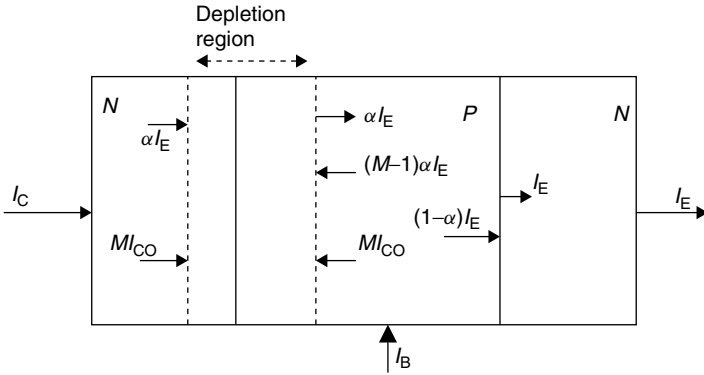 Depletion
region
N
P
N
αI_E
αI_E
(M–1)αI_E
I_C
I_E
I_E
(1–α)I_E
MI_CO
MI_CO
I_B